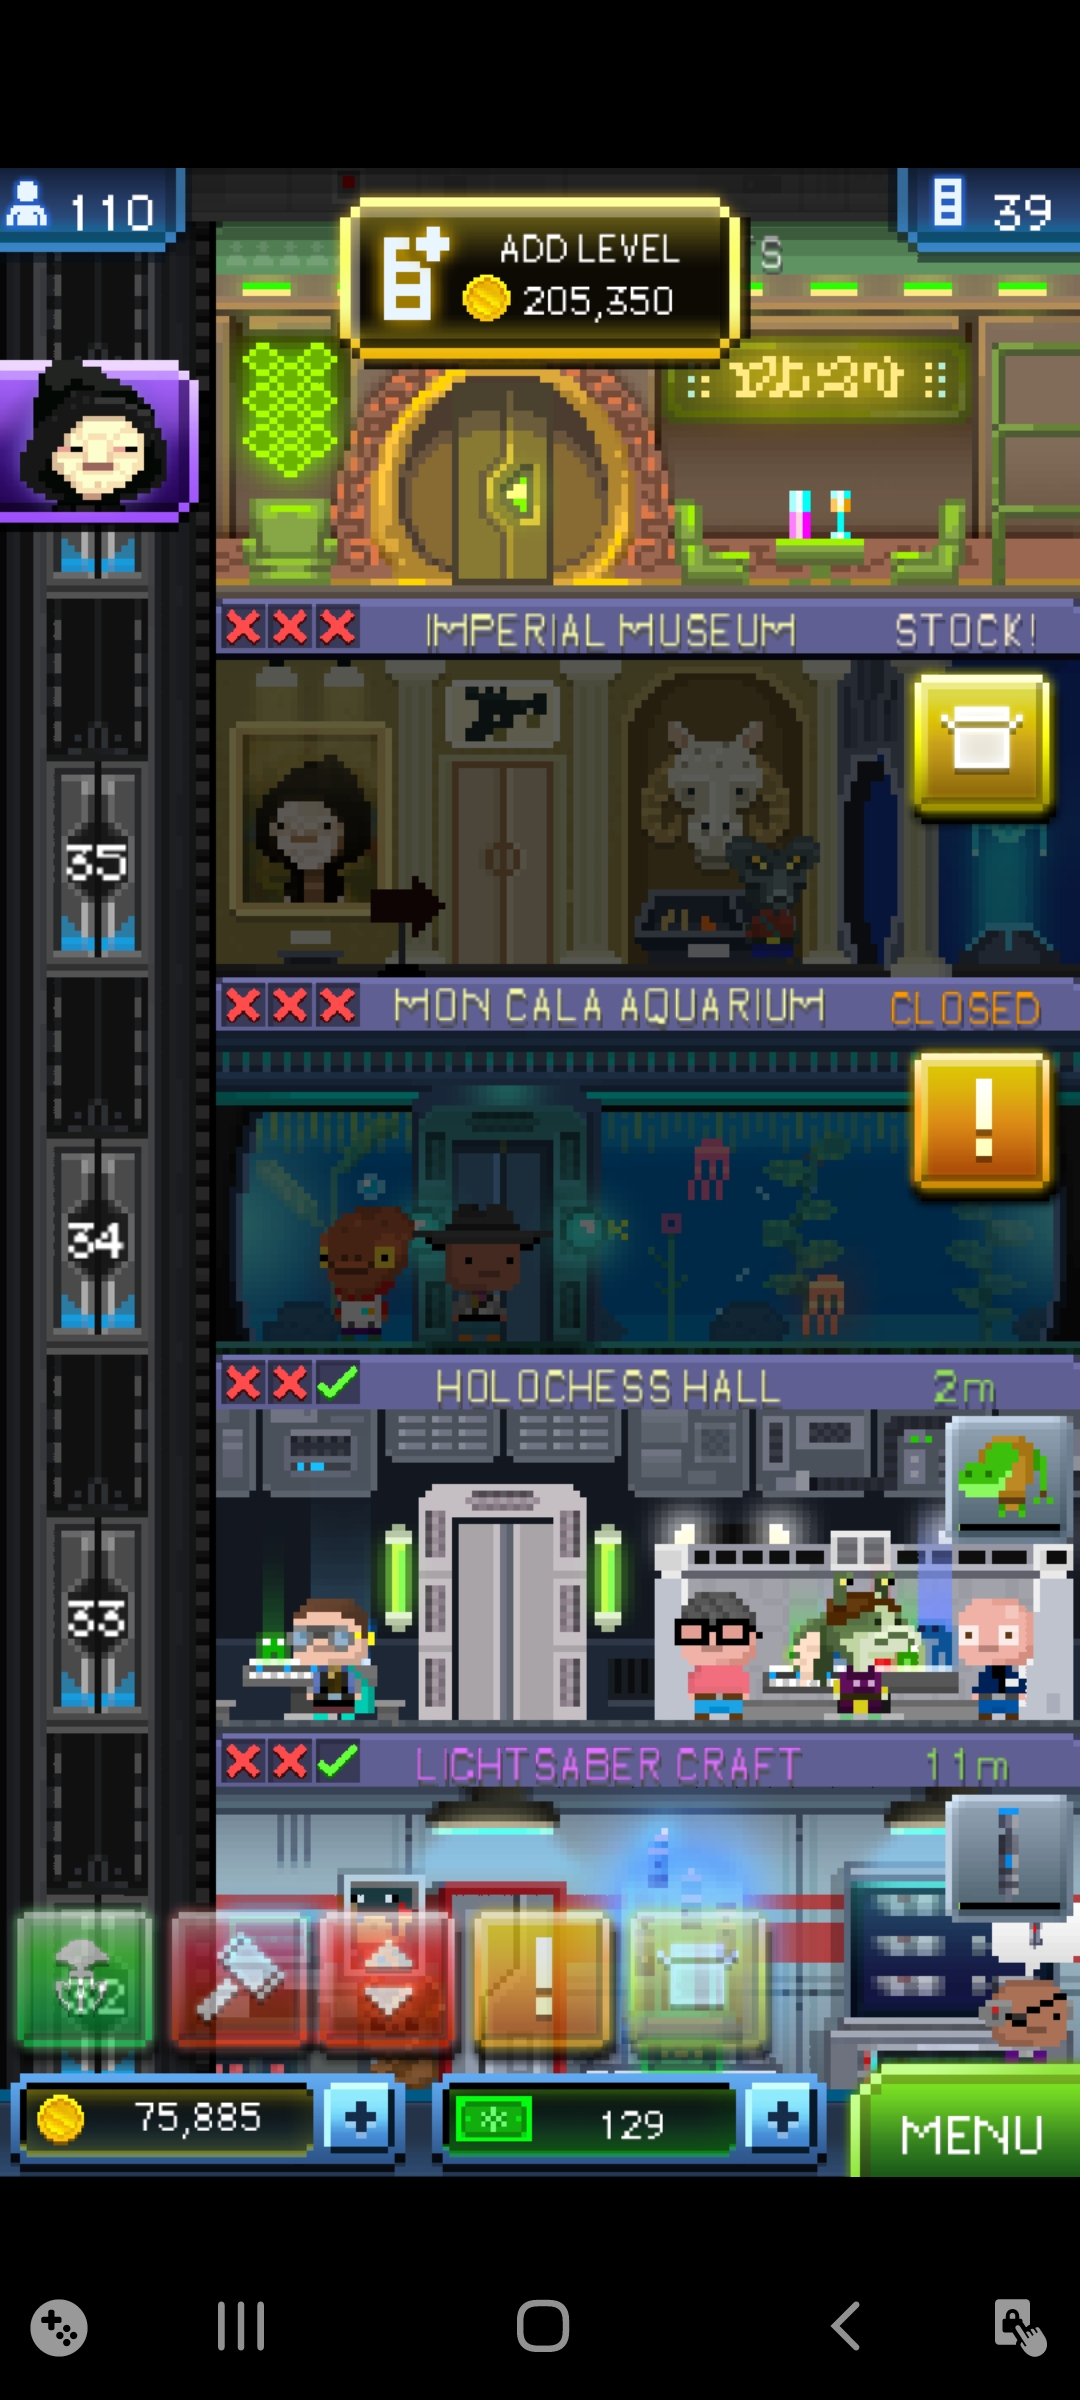 110
ADD LEVEL
205,350
39
S
IMPERIAL MUSEUM
STOCK!
35
MON CALA AQUARIUM
CLOSED
!
34
HOLOCHESS HALL
2m
33
LIGHTSABER CRAFT
11m
2
!
75,885
+
129
+
MENU